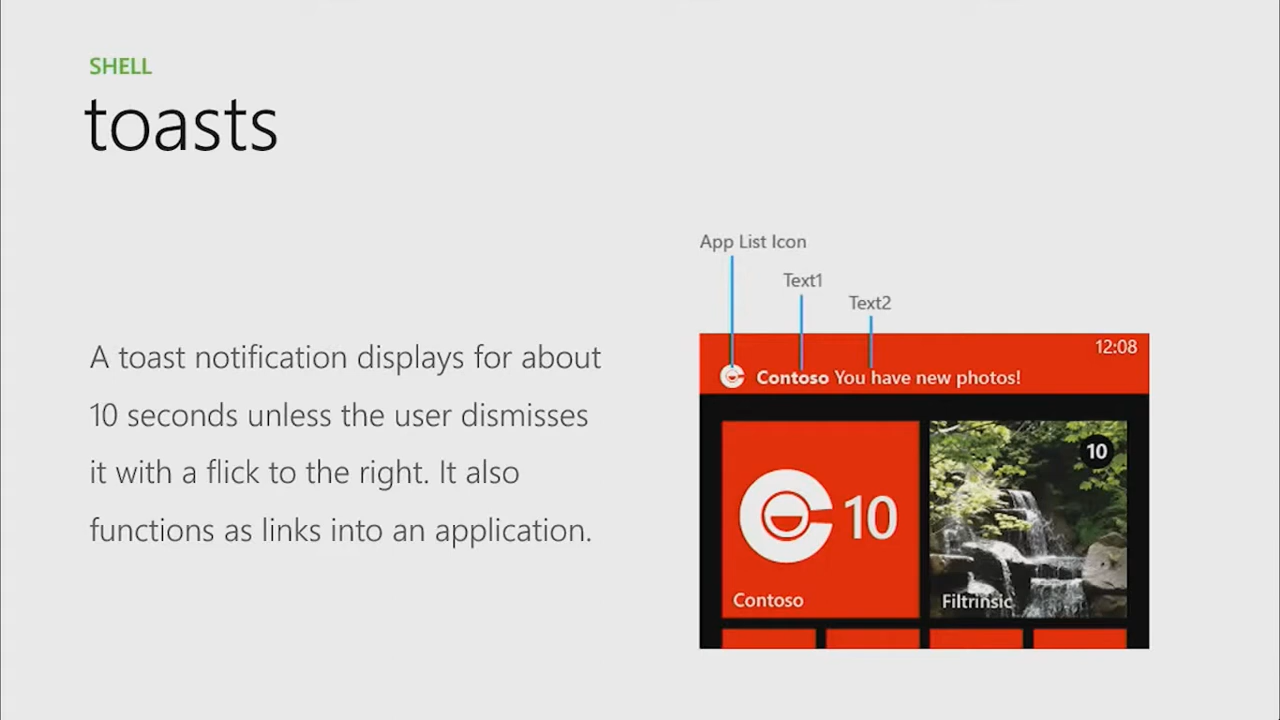 SHELL
toasts
A toast notification displays for about
10 seconds unless the user dismisses
it with a flick to the right. It also
functions as links into an application.
App List Icon
Text1
Text2
12:08
Contoso You have new photos!
10
10
Contoso
Filtrinsic